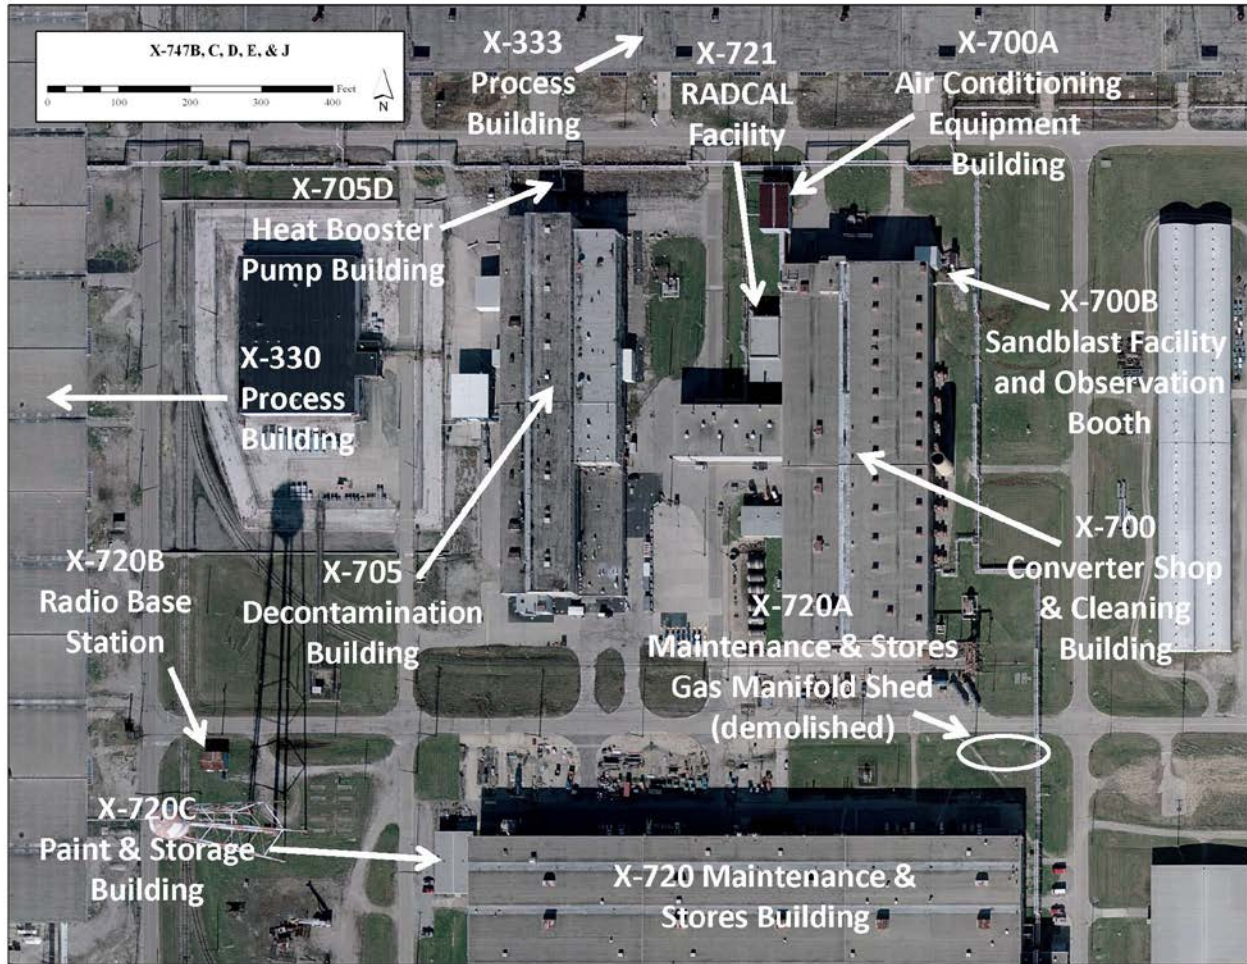 X-747B, C, D, E, & J
Feet
0 100 200 300 400
N
X-333
Process
Building
X-721
RADCAL
Facility
X-700A
Air Conditioning
Equipment
Building
X-705D
Heat Booster
Pump Building
X-330
Process
Building
X-700B
Sandblast Facility
and Observation
Booth
X-720B
Radio Base
Station
X-705
Decontamination
Building
X-720A
Maintenance & Stores
Gas Manifold Shed
(demolished)
X-700
Converter Shop
& Cleaning
Building
X-720C
Paint & Storage
Building
X-720 Maintenance &
Stores Building